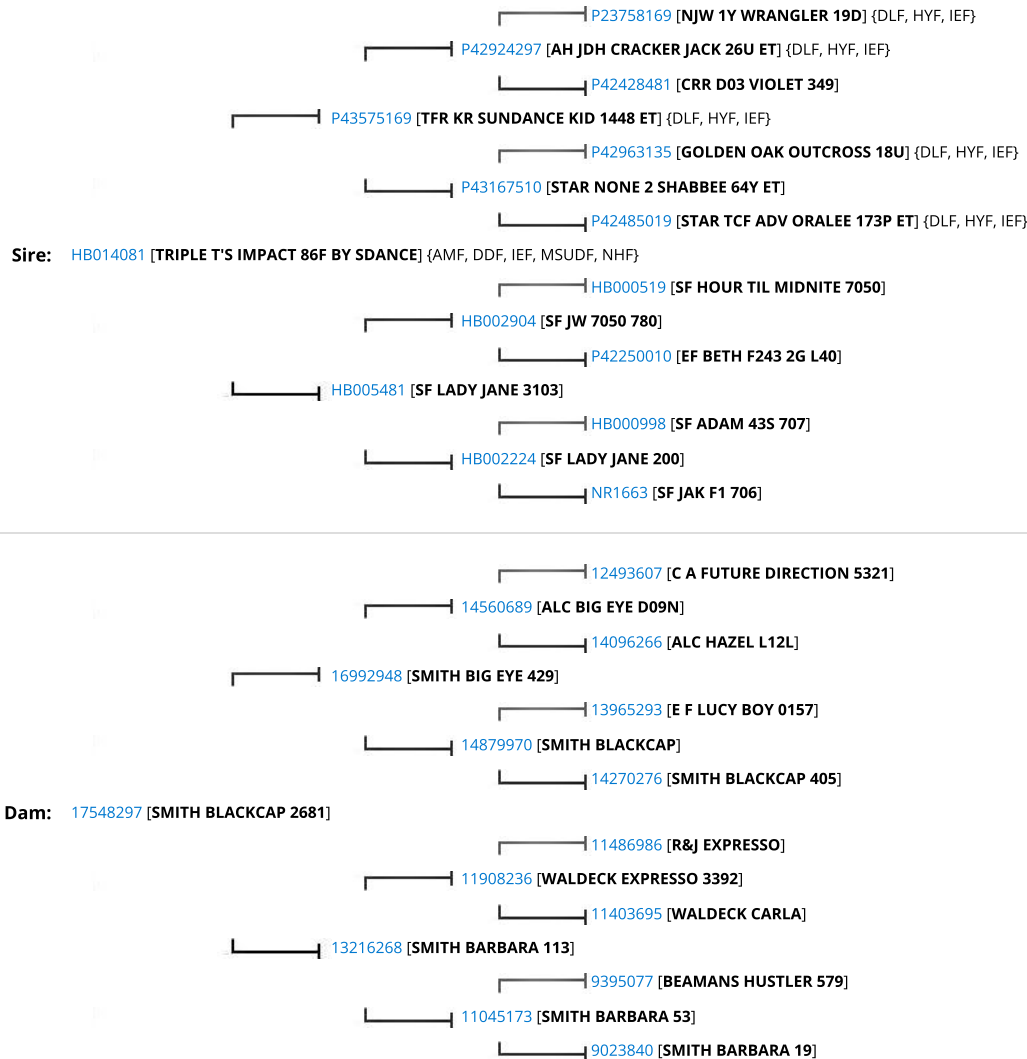 P23758169 [NJW 1Y WRANGLER 19D] {DLF, HYF, IEF}
P42924297 [AH JDH CRACKER JACK 26U ET] {DLF, HYF, IEF}
P42428481 [CRR D03 VIOLET 349]
P43575169 [TFR KR SUNDANCE KID 1448 ET] {DLF, HYF, IEF}
P42963135 [GOLDEN OAK OUTCROSS 18U] {DLF, HYF, IEF}
P43167510 [STAR NONE 2 SHABBEE 64Y ET]
P42485019 [STAR TCF ADV ORALEE 173P ET] {DLF, HYF, IEF}
Sire: HB014081 [TRIPLE T'S IMPACT 86F BY SDANCE] {AMF, DDF, IEF, MSUDF, NHF}
HB000519 [SF HOUR TIL MIDNITE 7050]
HB002904 [SF JW 7050 780]
P42250010 [EF BETH F243 2G L40]
HB005481 [SF LADY JANE 3103]
HB000998 [SF ADAM 43S 707]
HB002224 [SF LADY JANE 200]
NR1663 [SF JAK F1 706]
12493607 [C A FUTURE DIRECTION 5321]
14560689 [ALC BIG EYE D09N]
14096266 [ALC HAZEL L12L]
16992948 [SMITH BIG EYE 429]
13965293 [E F LUCY BOY 0157]
14879970 [SMITH BLACKCAP]
14270276 [SMITH BLACKCAP 405]
Dam: 17548297 [SMITH BLACKCAP 2681]
11486986 [R&J EXPRESSO]
11908236 [WALDECK EXPRESSO 3392]
11403695 [WALDECK CARLA]
13216268 [SMITH BARBARA 113]
9395077 [BEAMANS HUSTLER 579]
11045173 [SMITH BARBARA 53]
9023840 [SMITH BARBARA 19]